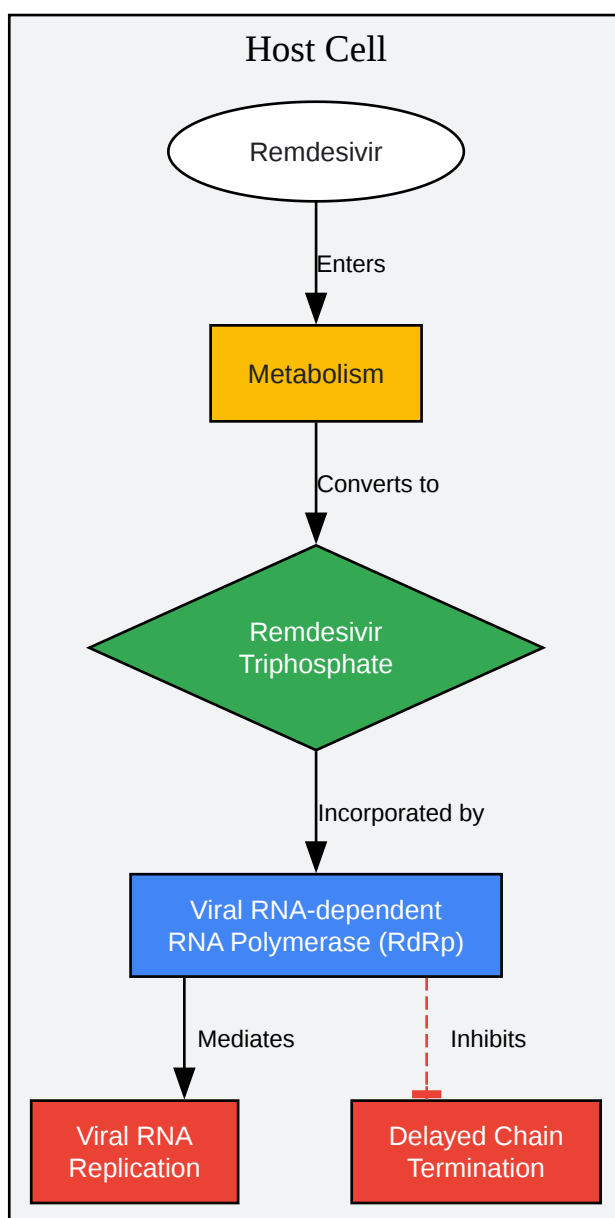 Host Cell
Remdesivir
Enters
Metabolism
Converts to
Remdesivir
Triphosphate
Incorporated by
Viral RNA-dependent
RNA Polymerase (RdRp)
Mediates
Inhibits
Viral RNA
Replication
Delayed Chain
Termination